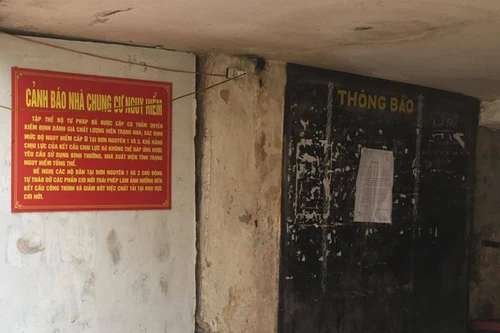 CẢNH BÁO NHÀ CHUNG CƯ NGUY HIỂM
TẬP THỂ BỘ TƯ PHÁP ĐÃ ĐƯỢC CẤP CÓ THẨM QUYỀN
KIỂM ĐỊNH ĐÁNH GIÁ CHẤT LƯỢNG HIỆN TRẠNG NHÀ: XÁC ĐỊNH
MỨC ĐỘ NGUY HIỂM CẤP D TẠI ĐƠN NGUYÊN 1 VÀ 2, KHẢ NĂNG
CHỊU LỰC CỦA KẾT CẤU CHỊU LỰC ĐÃ KHÔNG THỂ ĐÁP ỨNG ĐƯỢC
YÊU CẦU SỬ DỤNG BÌNH THƯỜNG, NHÀ XUẤT HIỆN TÌNH TRẠNG
NGUY HIỂM TỔNG THỂ.
ĐỀ NGHỊ CÁC HỘ DÂN TẠI ĐƠN NGUYÊN 1 VÀ 2 CHỦ ĐỘNG
TỰ THÁO DỠ CÁC PHẦN CƠI NỚI TRÁI PHÉP LÀM ẢNH HƯỞNG ĐẾN
KẾT CẤU CÔNG TRÌNH VÀ GIẢM BỚT VIỆC CHẤT TẢI TẠI KHU VỰC
CƠI NỚI.
THÔNG BÁO